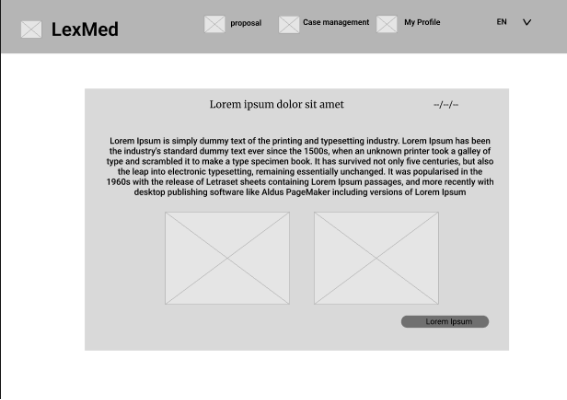 LexMed
proposal
Case management
My Profile
EN
Lorem ipsum dolor sit amet
--/--/--
Lorem Ipsum is simply dummy text of the printing and typesetting industry. Lorem Ipsum has been
the industry's standard dummy text ever since the 1500s, when an unknown printer took a galley of
type and scrambled it to make a type specimen book. It has survived not only five centuries, but also
the leap into electronic typesetting, remaining essentially unchanged. It was popularised in the
1960s with the release of Letraset sheets containing Lorem Ipsum passages, and more recently with
desktop publishing software like Aldus PageMaker including versions of Lorem Ipsum
Lorem Ipsum